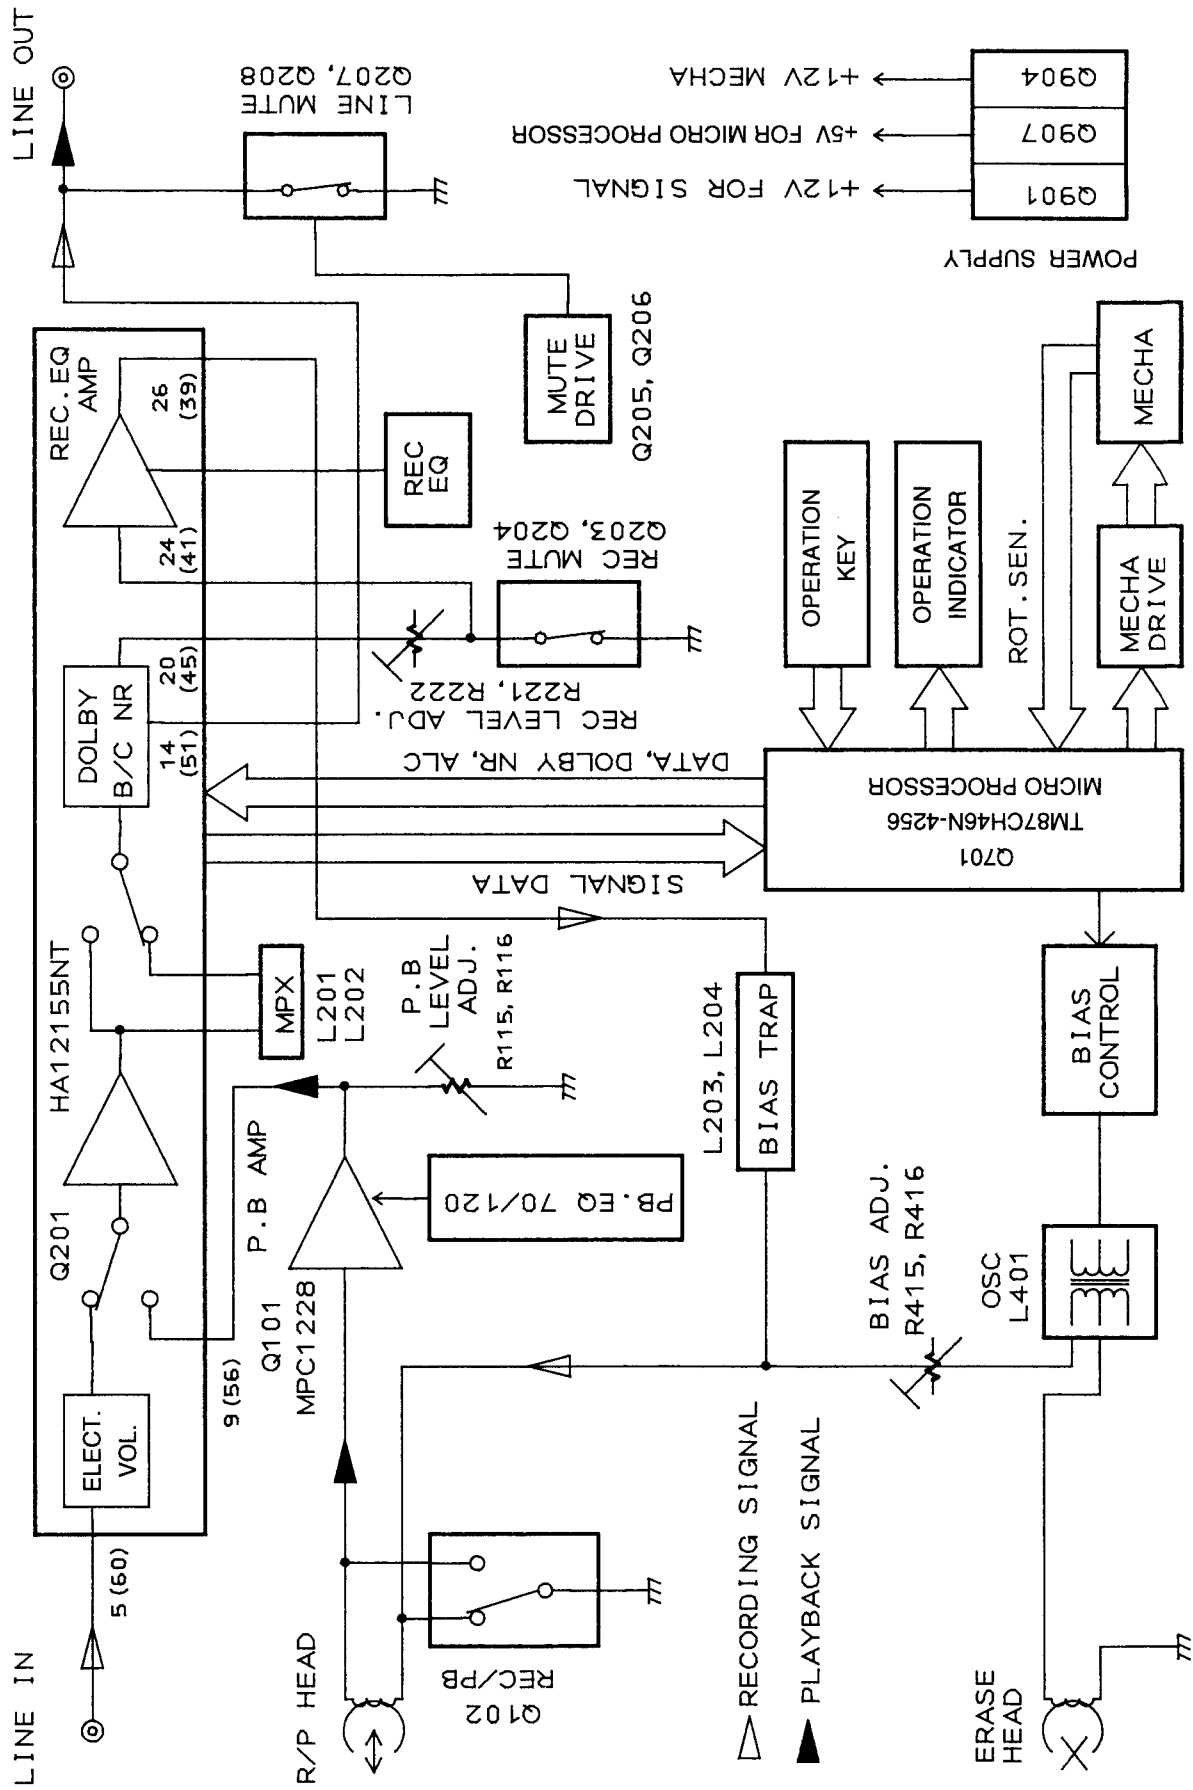 LINE IN
5(60)
ELECT.
VOL.
Q201
HA12155NT
DOLBY
B/C NR
14
(51)
20
(45)
24
(41)
REC.EQ
AMP
26
(39)
LINE OUT
9(56)
P.B AMP
MPX
L201
L202
LINE MUTE
Q207, Q208
R/P HEAD
Q101
MPC1228
P.B
LEVEL
ADJ.
R115, R116
REC LEVEL ADJ.
R221, R222
REC
EQ
REC MUTE
Q203, Q204
MUTE
DRIVE
Q205, Q206
REC/PB
Q102
PB.EQ 70/120
SIGNAL DATA
DATA, DOLBY NR, ALC
L203, L204
BIAS TRAP
RECORDING SIGNAL
PLAYBACK SIGNAL
BIAS ADJ.
R415, R416
Q701
TM87CH46N-4256
MICRO PROCESSOR
OPERATION
KEY
OPERATION
INDICATOR
ROT.SEN.
MECHA
DRIVE
MECHA
ERASE
HEAD
OSC
L401
BIAS
CONTROL
POWER SUPPLY
+12V FOR SIGNAL
+5V FOR MICRO PROCESSOR
+12V MECHA
Q901
Q907
Q904